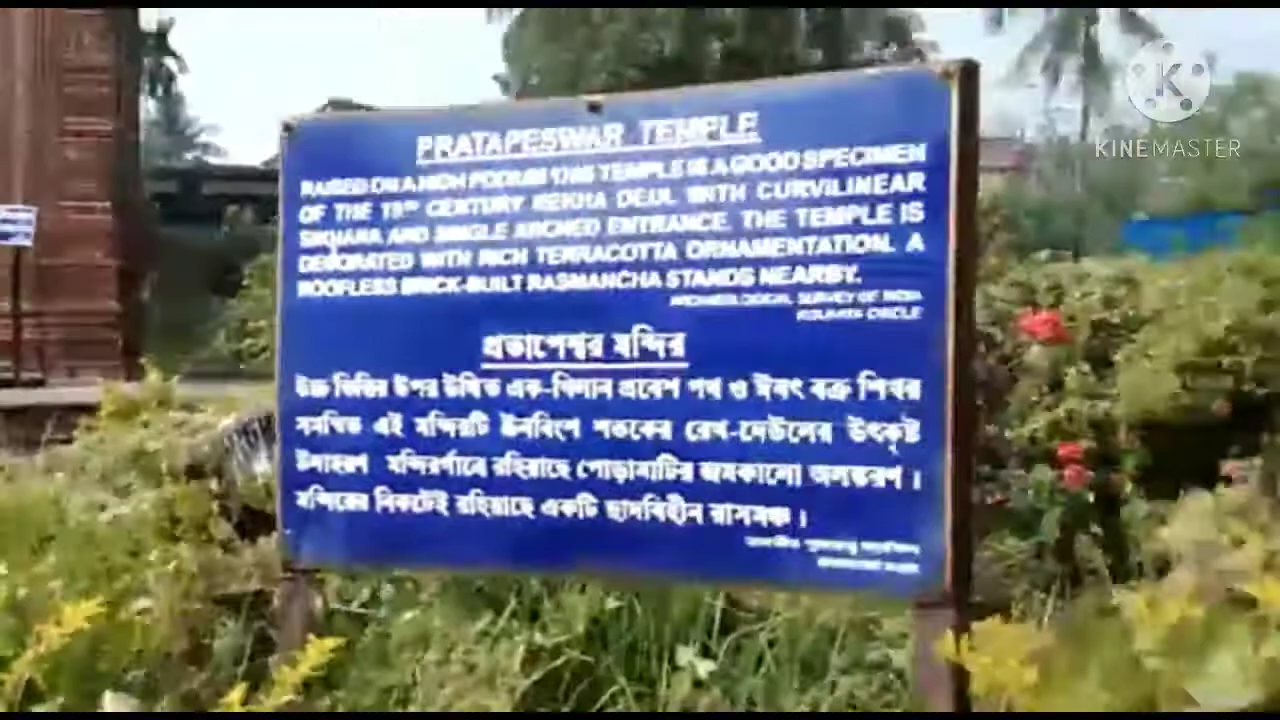 PRATAPESWAR TEMPLE
RAISED ON A HIGH PODIUM THIS TEMPLE IS A GOOD SPECIMEN
OF THE 19TH CENTURY REKHA DEUL WITH CURVILINEAR
SIKHARA AND SINGLE ARCHED ENTRANCE. THE TEMPLE IS
DECORATED WITH RICH TERRACOTTA ORNAMENTATION. A
ROOFLESS BRICK-BUILT RASMANCHA STANDS NEARBY.
ARCHAEOLOGICAL SURVEY OF INDIA
KOLKATA CIRCLE
প্রতাপেশ্বর মন্দির
উচ্চ ভিত্তির উপর উত্থিত এক-খিলান প্রবেশ পথ ও ঈষৎ বক্র শিখর
সমন্বিত এই মন্দিরটি ঊনবিংশ শতকের রেখ-দেউলের উৎকৃষ্ট
উদাহরণ মন্দিরগাত্রে রহিয়াছে পোড়ামাটির জমকালো অলঙ্করণ।
মন্দিরের নিকটেই রহিয়াছে একটি ছাদবিহীন রাসমঞ্চ।
K
KINEMASTER